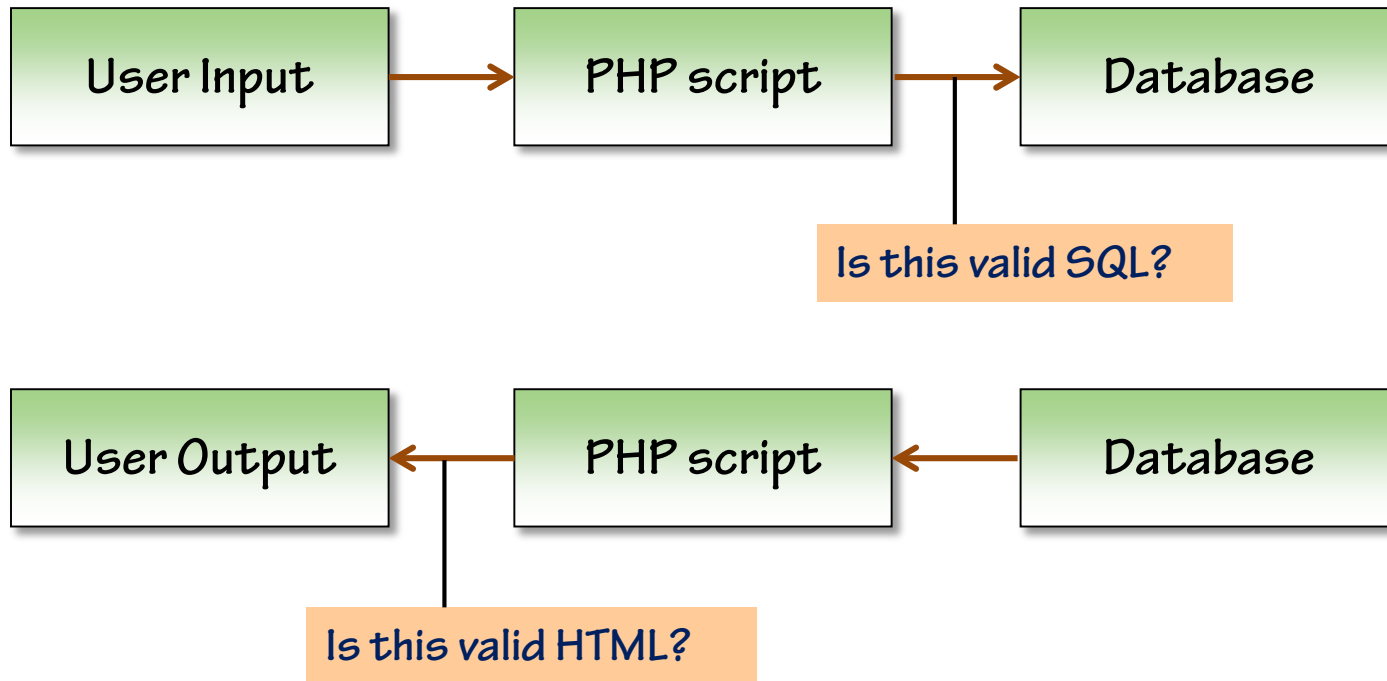 User Input
PHP script
Database
Is this valid SQL?
User Output
PHP script
Database
Is this valid HTML?